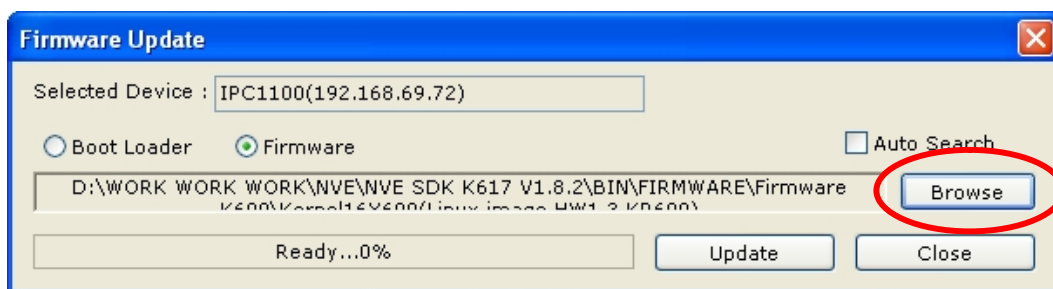 Firmware Update
Selected Device : IPC1100(192.168.69.72)
Boot Loader Firmware Auto Search
D:\WORK WORK WORK\NVE\NVE SDK K617 V1.8.2\BIN\FIRMWARE\Firmware
Browse
Ready...0% Update Close